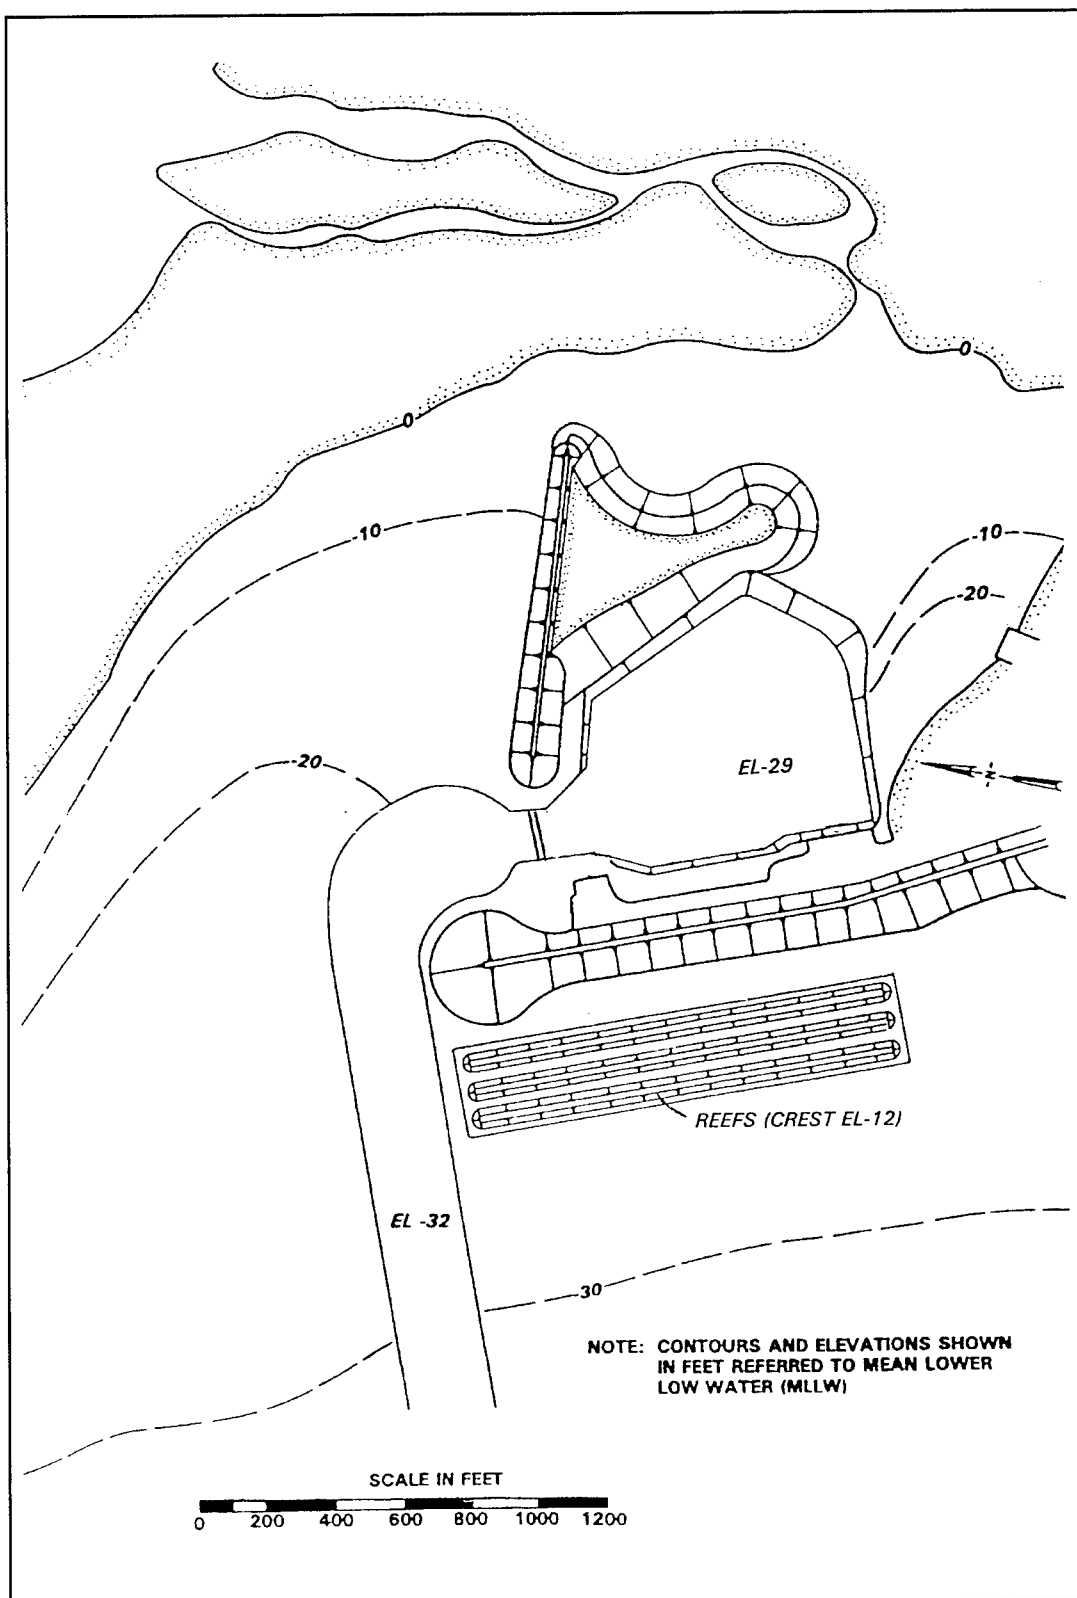 0
0
-10
-10
-20
-20
EL-29
N
REEFS (CREST EL-12)
EL -32
-30
NOTE: CONTOURS AND ELEVATIONS SHOWN
IN FEET REFERRED TO MEAN LOWER
LOW WATER (MLLW)
SCALE IN FEET
0 200 400 600 800 1000 1200